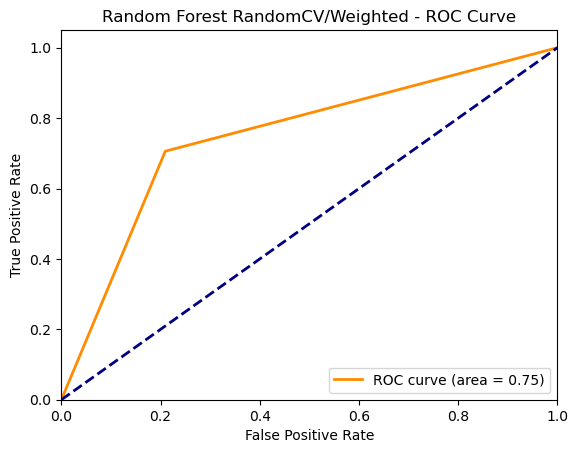 Random Forest RandomCV/Weighted - ROC Curve
True Positive Rate
1.0
0.8
0.6
0.4
0.2
0.0
0.0 0.2 0.4 0.6 0.8 1.0
False Positive Rate
ROC curve (area = 0.75)